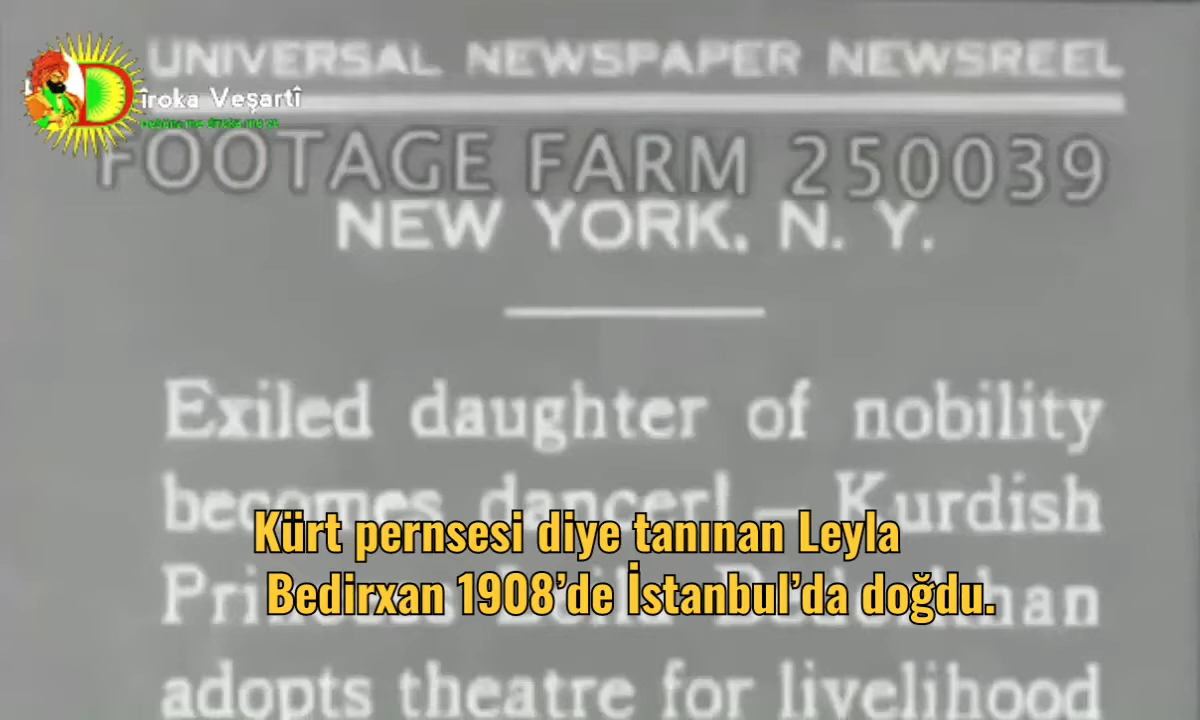 UNIVERSAL NEWSPAPER NEWSREEL
Dîroka Veşartî
FOOTAGE FARM 250039
NEW YORK, N. Y.
Exiled daughter of nobility
becomes dancer! — Kurdish
Kürt pernsesi diye tanınan Leyla
Bedirxan 1908’de İstanbul’da doğdu.
adopts theatre for livelihood